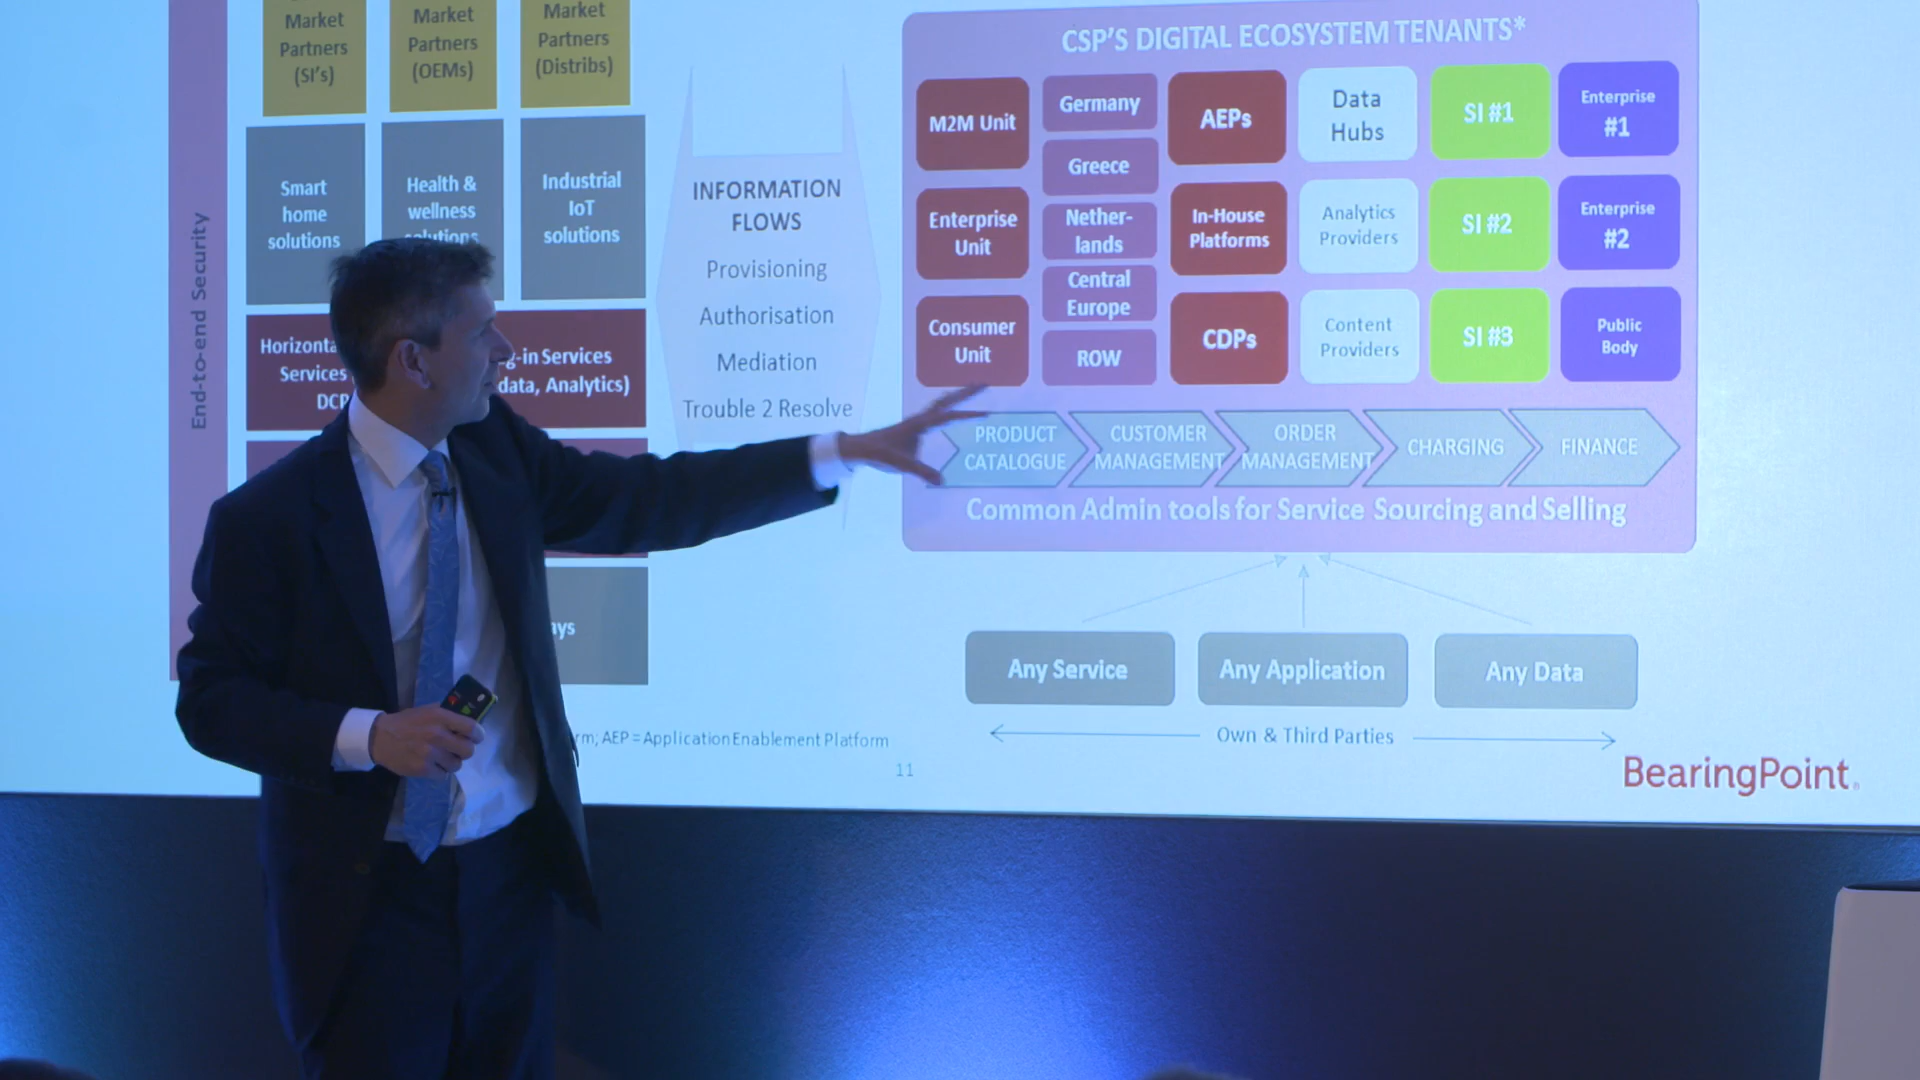 Market
Partners
(SI's)
Market
Partners
(OEMs)
Market
Partners
(Distribs)
End-to-end Security
Smart
home
solutions
Health &
wellness
solutions
Industrial
IoT
solutions
Services
-in Services
data, Analytics)
INFORMATION
FLOWS
Provisioning
Authorisation
Mediation
Trouble 2 Resolve
CSP'S DIGITAL ECOSYSTEM TENANTS*
M2M Unit
Enterprise
Unit
Consumer
Unit
Germany
Greece
Nether-
lands
Central
Europe
ROW
AEPs
In-House
Platforms
CDPs
Data
Hubs
Analytics
Providers
Content
Providers
SI #1
SI #2
SI #3
Enterprise
#1
Enterprise
#2
Public
Body
PRODUCT
CATALOGUE
CUSTOMER
MANAGEMENT
ORDER
MANAGEMENT
CHARGING
FINANCE
Common Admin tools for Service Sourcing and Selling
Any Service
Any Application
Any Data
Own & Third Parties
rm; AEP = Application Enablement Platform
11
BearingPoint